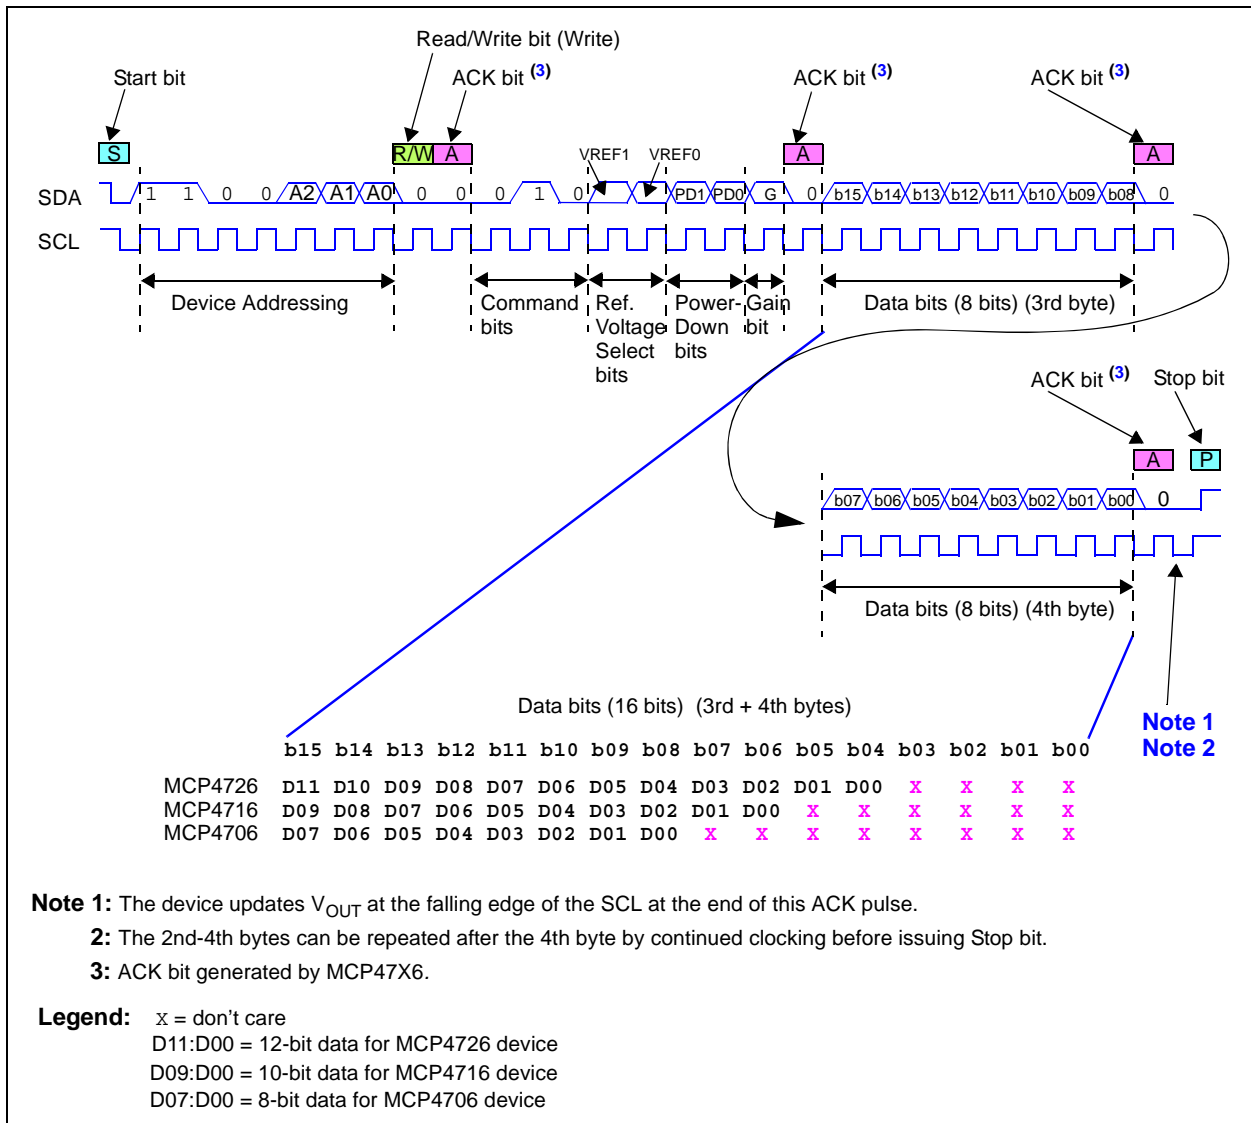 Read/Write bit (Write)
Start bit
ACK bit (3)
ACK bit (3)
ACK bit (3)
S
R/W
A
A
A
VREF1
VREF0
SDA
1 1 0 0 A2 A1 A0 0 0 0 1 0 PD1 PD0 G 0 b15 b14 b13 b12 b11 b10 b09 b08 0
SCL
Device Addressing
Command
bits
Ref.
Voltage
Select
bits
Power-
Down
bits
Gain
bit
Data bits (8 bits) (3rd byte)
ACK bit (3)
Stop bit
A
P
b07 b06 b05 b04 b03 b02 b01 b00 0
Data bits (8 bits) (4th byte)
Note 1
Note 2
Data bits (16 bits) (3rd + 4th bytes)
b15 b14 b13 b12 b11 b10 b09 b08 b07 b06 b05 b04 b03 b02 b01 b00
MCP4726 D11 D10 D09 D08 D07 D06 D05 D04 D03 D02 D01 D00 X X X X
MCP4716 D09 D08 D07 D06 D05 D04 D03 D02 D01 D00 X X X X X X
MCP4706 D07 D06 D05 D04 D03 D02 D01 D00 X X X X X X X X
Note 1: The device updates VOUT at the falling edge of the SCL at the end of this ACK pulse.
2: The 2nd-4th bytes can be repeated after the 4th byte by continued clocking before issuing Stop bit.
3: ACK bit generated by MCP47X6.
Legend: X = don't care
D11:D00 = 12-bit data for MCP4726 device
D09:D00 = 10-bit data for MCP4716 device
D07:D00 = 8-bit data for MCP4706 device